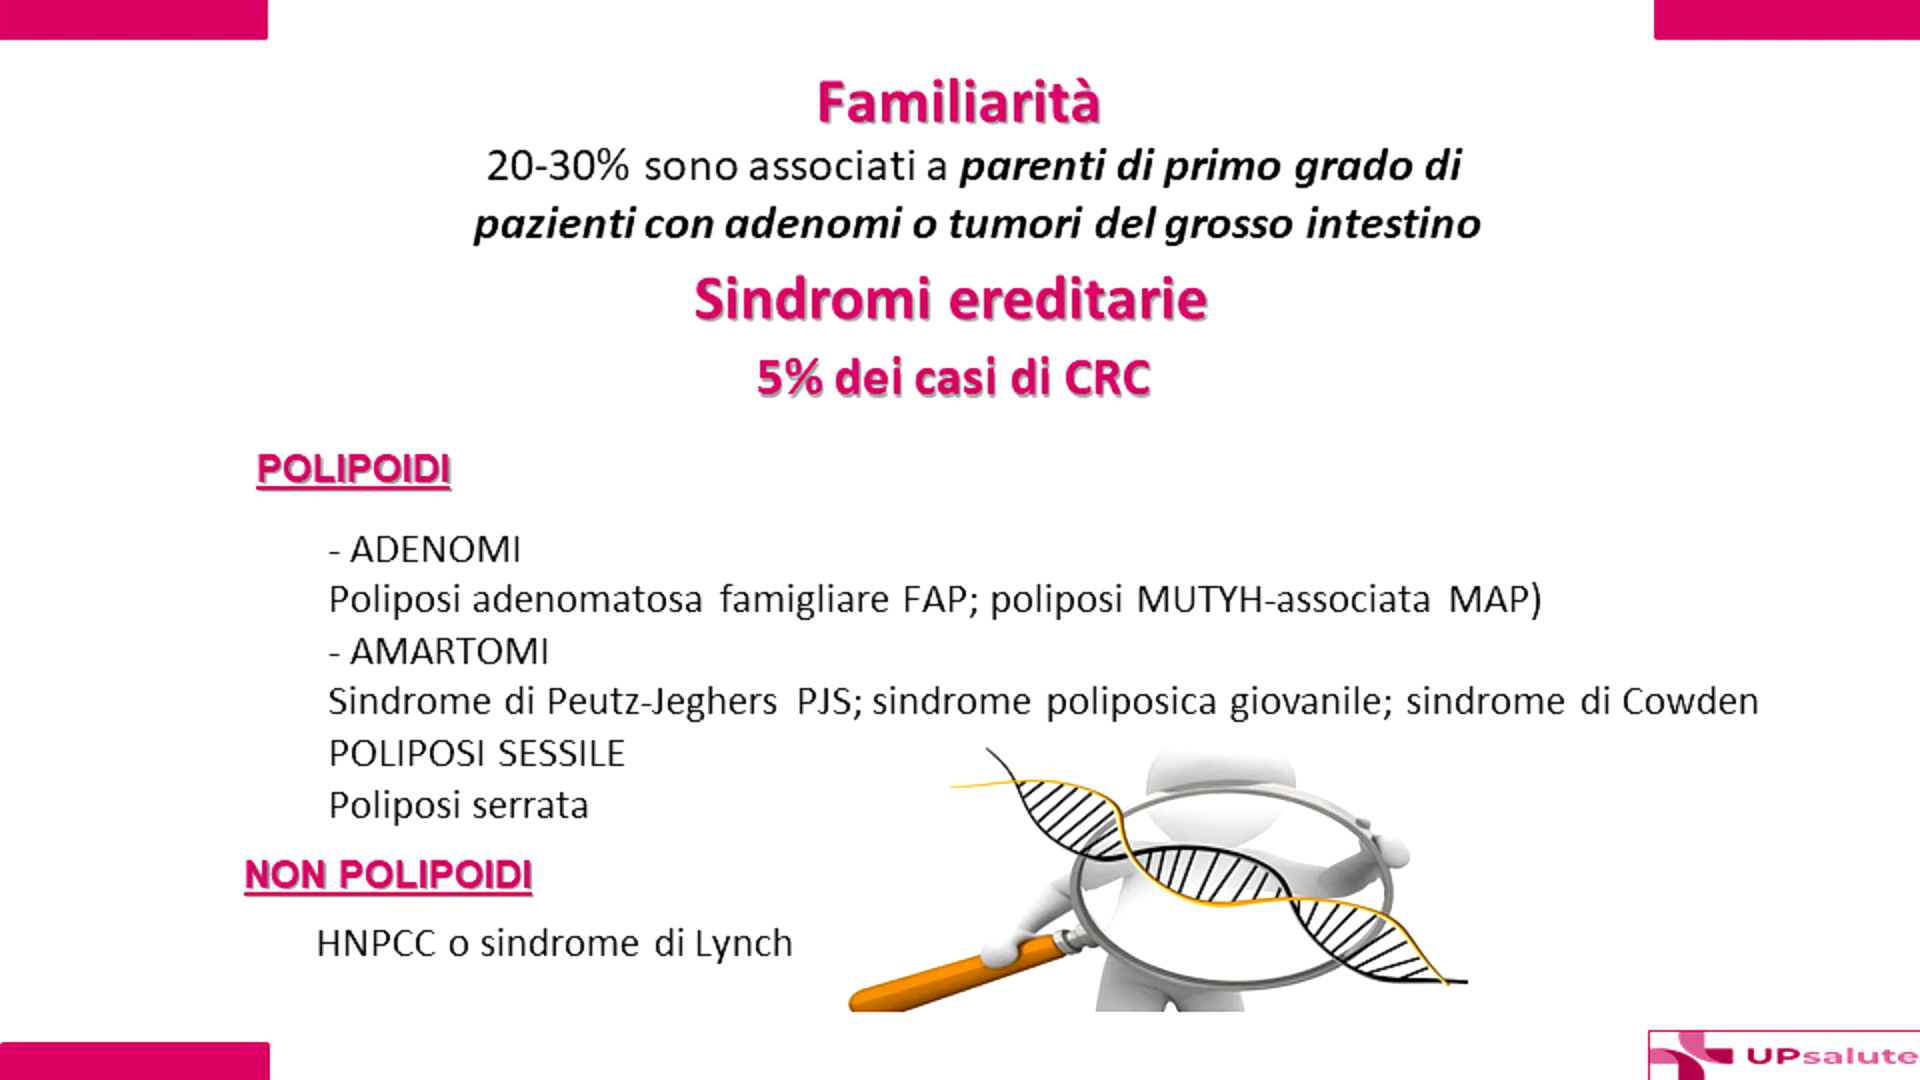 Familiarità
20-30% sono associati a parenti di primo grado di
pazienti con adenomi o tumori del grosso intestino
Sindromi ereditarie
5% dei casi di CRC
POLIPOIDI
- ADENOMI
Poliposi adenomatosa famigliare FAP; poliposi MUTYH-associata MAP)
- AMARTOMI
Sindrome di Peutz-Jeghers PJS; sindrome poliposica giovanile; sindrome di Cowden
POLIPOSI SESSILE
Poliposi serrata
NON POLIPOIDI
HNPCC o sindrome di Lynch
UPsalute